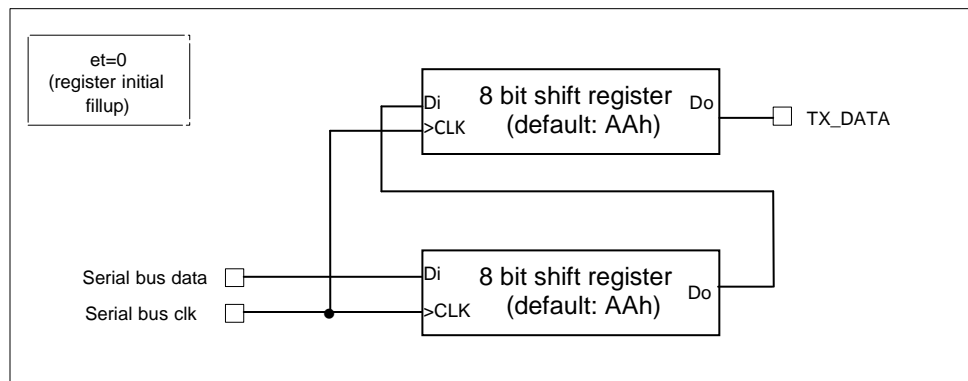 et=0
(register initial
fillup)
Di
8 bit shift register
Do
(default: AAh)
>CLK
TX_DATA
Serial bus data
Di
8 bit shift register
Do
(default: AAh)
Serial bus clk
>CLK